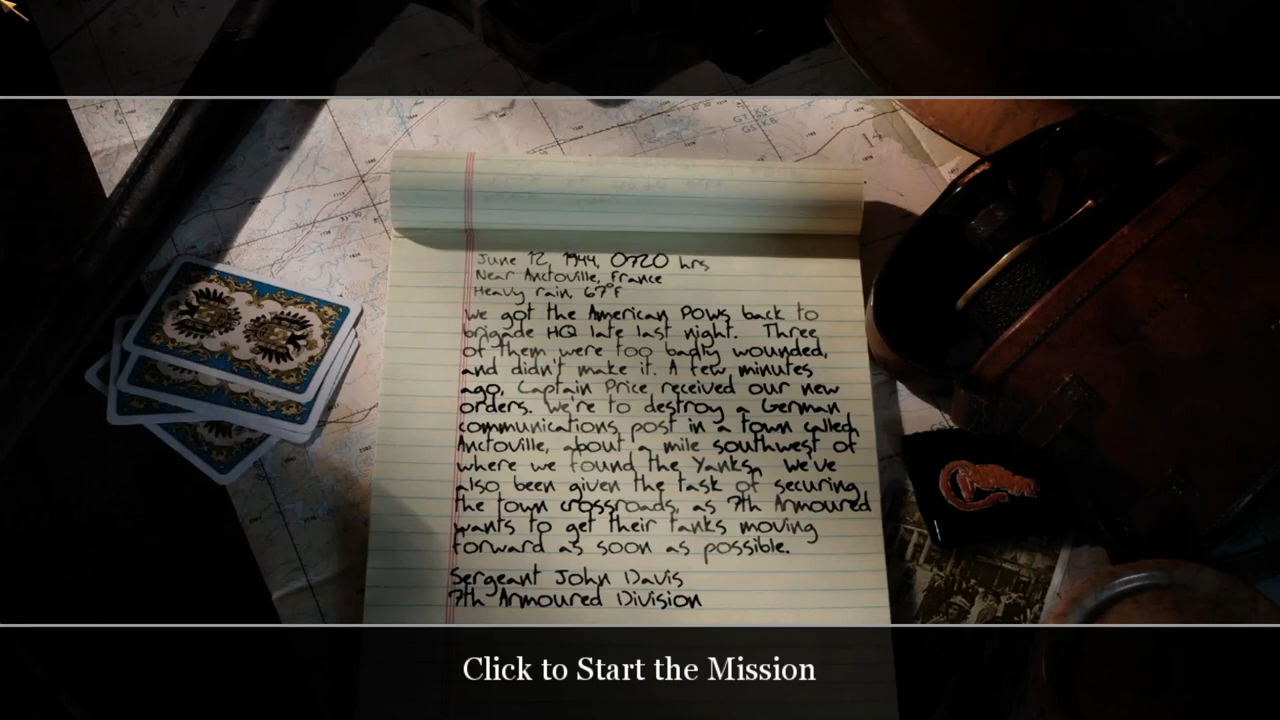 June 12, 1944, 0720 hrs
Near Anctoville, France
Heavy rain, 67°F
We got the American POWs back to
brigade HQ late last night. Three
of them were too badly wounded,
and didn't make it. A few minutes
ago, Captain Price received our new
orders. We're to destroy a German
communications post in a town called
Anctoville, about a mile southwest of
where we found the Yanks. We've
also been given the task of securing
the town crossroads, as 7th Armoured
wants to get their tanks moving
forward as soon as possible.
Sergeant John Davis
7th Armoured Division
Click to Start the Mission